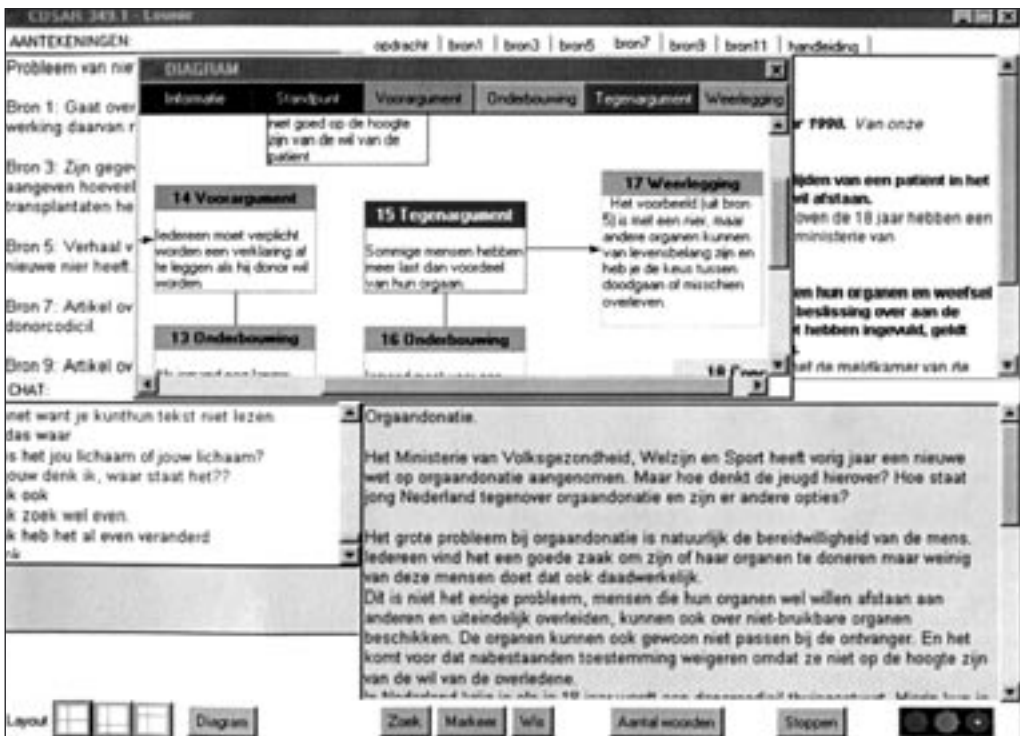 COSAR 349.1 -
AANTEKENINGEN:
opdracht | bron1 | bron3 | bron5 bron7 | bron9 | bron11 | handleiding |
Probleem van nie
Bron 1: Gaat over
werking daarvan
Bron 3: Zijn gege
aangeven hoeveel
transplantaten he
Bron 5: Verhaal v
nieuwe nier heeft.
Bron 7: Artikel ov
donorcodicil.
Bron 9: Artikel ov
DIAGRAM
Informatie Standpunt Voorargument Onderbouwing Tegenargument Weerlegging
niet goed op de hoogte
zijn van de wil van de
patient
14 Voorargument
Iedereen moet verplicht
worden een verklaring af
te leggen als hij donor wil
worden.
13 Onderbouwing
15 Tegenargument
Sommige mensen hebben
meer last dan voordeel
van hun orgaan.
16 Onderbouwing
17 Weerlegging
Het voorbeeld (uit bron
5) is met een nier, maar
andere organen kunnen
van levensbelang zijn en
heb je de keus tussen
doodgaan of misschien
overleven.
18 Conc
r 1998. Van onze
ijden van een patient in het
wil afstaan.
oven de 18 jaar hebben een
ministerie van
en hun organen en weefsel
beslissing over aan de
t hebben ingevuld, geldt
met de meldkamer van de
CHAT:
net want je kunthun tekst niet lezen
das waar
s het jou lichaam of jouw lichaam?
ouw denk ik, waar staat het??
k ook
k zoek wel even.
k heb het al even veranderd
Orgaandonatie.
Het Ministerie van Volksgezondheid, Welzijn en Sport heeft vorig jaar een nieuwe
wet op orgaandonatie aangenomen. Maar hoe denkt de jeugd hierover? Hoe staat
jong Nederland tegenover orgaandonatie en zijn er andere opties?
Het grote probleem bij orgaandonatie is natuurlijk de bereidwilligheid van de mens.
Iedereen vind het een goede zaak om zijn of haar organen te doneren maar weinig
van deze mensen doet dat ook daadwerkelijk.
Dit is niet het enige probleem, mensen die hun organen wel willen afstaan aan
anderen en uiteindelijk overleiden, kunnen ook over niet-bruikbare organen
beschikken. De organen kunnen ook gewoon niet passen bij de ontvanger. En het
komt voor dat nabestaanden toestemming weigeren omdat ze niet op de hoogte zijn
van de wil van de overledene.
Layout Diagram Zoek Markeer Wis Aantal woorden Stoppen